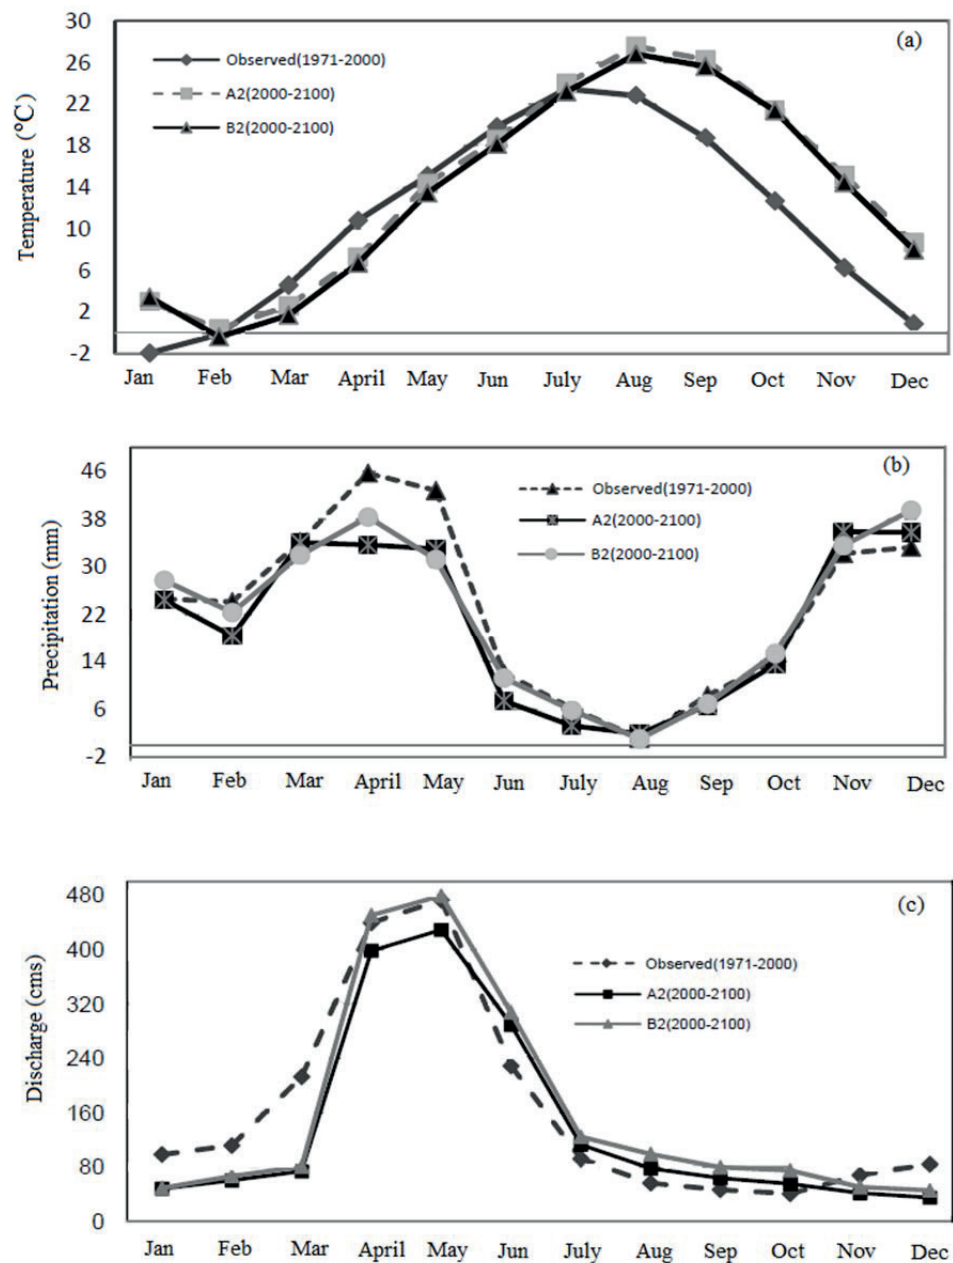 30
26
22
18
14
10
6
2
-2
Temperature (°C)
(a)
Observed(1971-2000)
A2(2000-2100)
B2(2000-2100)
Jan Feb Mar April May Jun July Aug Sep Oct Nov Dec
46
38
30
22
14
6
-2
Precipitation (mm)
(b)
Observed(1971-2000)
A2(2000-2100)
B2(2000-2100)
Jan Feb Mar April May Jun July Aug Sep Oct Nov Dec
480
400
320
240
160
80
0
Discharge (cms)
(c)
Observed(1971-2000)
A2(2000-2100)
B2(2000-2100)
Jan Feb Mar April May Jun July Aug Sep Oct Nov Dec